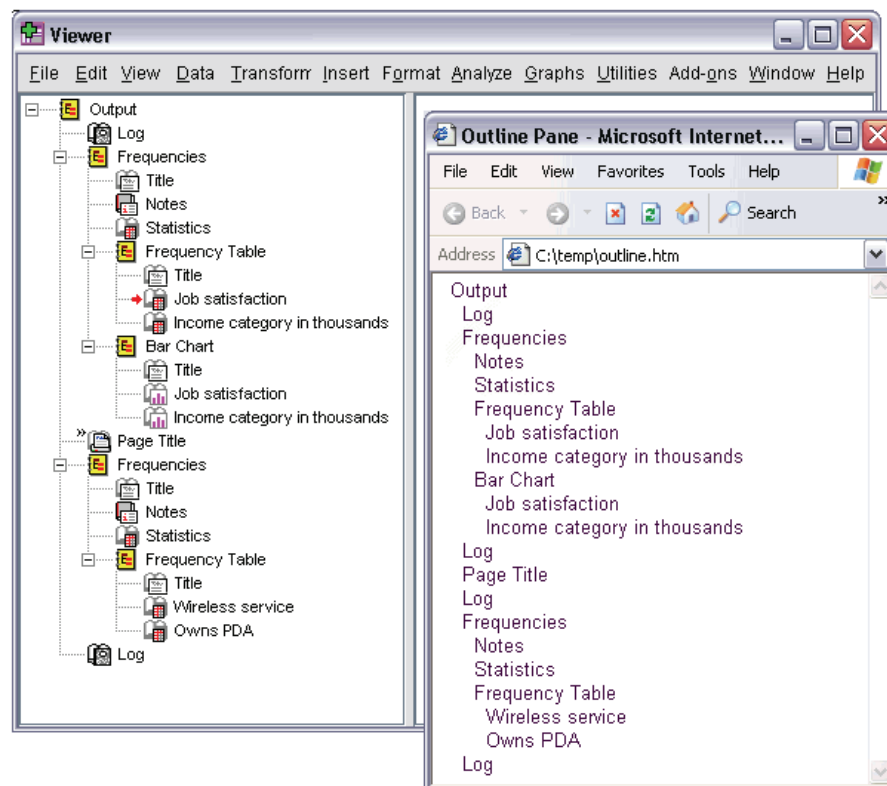 Viewer
File Edit View Data Transform Insert Format Analyze Graphs Utilities Add-ons Window Help
Output
Log
Frequencies
Title
Notes
Statistics
Frequency Table
Title
Job satisfaction
Income category in thousands
Bar Chart
Title
Job satisfaction
Income category in thousands
Page Title
Frequencies
Title
Notes
Statistics
Frequency Table
Title
Wireless service
Owns PDA
Log
Outline Pane - Microsoft Internet...
File Edit View Favorites Tools Help
Back Search
Address C:\temp\outline.htm
Output
Log
Frequencies
Notes
Statistics
Frequency Table
Job satisfaction
Income category in thousands
Bar Chart
Job satisfaction
Income category in thousands
Log
Page Title
Log
Frequencies
Notes
Statistics
Frequency Table
Wireless service
Owns PDA
Log